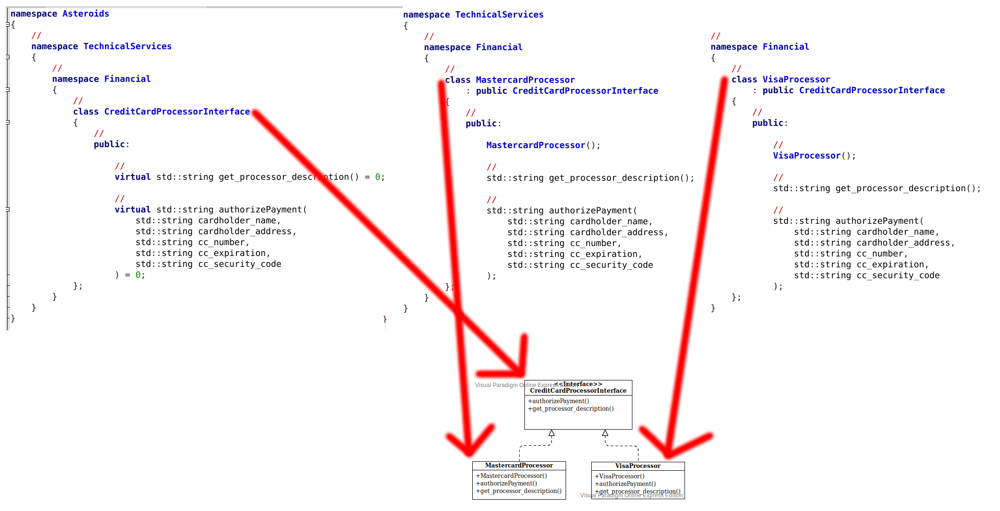 namespace Asteroids
{
//
namespace TechnicalServices
{
//
namespace Financial
{
//
class CreditCardProcessorInterface
{
//
public:
//
virtual std::string get_processor_description() = 0;
//
virtual std::string authorizePayment(
std::string cardholder_name,
std::string cardholder_address,
std::string cc_number,
std::string cc_expiration,
std::string cc_security_code
) = 0;
};
}
}
}
namespace TechnicalServices
{
//
namespace Financial
{
//
class MastercardProcessor
: public CreditCardProcessorInterface
{
//
public:
MastercardProcessor();
//
std::string get_processor_description();
//
std::string authorizePayment(
std::string cardholder_name,
std::string cardholder_address,
std::string cc_number,
std::string cc_expiration,
std::string cc_security_code
);
};
}
}
}
//
namespace Financial
{
//
class VisaProcessor
: public CreditCardProcessorInterface
{
//
public:
//
VisaProcessor();
//
std::string get_processor_description();
//
std::string authorizePayment(
std::string cardholder_name,
std::string cardholder_address,
std::string cc_number,
std::string cc_expiration,
std::string cc_security_code
);
};
}
Visual Paradigm Online Express Edition
<<Interface>>
CreditCardProcessorInterface
+authorizePayment()
+get_processor_description()
MastercardProcessor
+MastercardProcessor()
+authorizePayment()
+get_processor_description()
VisaProcessor
+VisaProcessor()
+authorizePayment()
+get_processor_description()
Visual Paradigm Online Express Edition